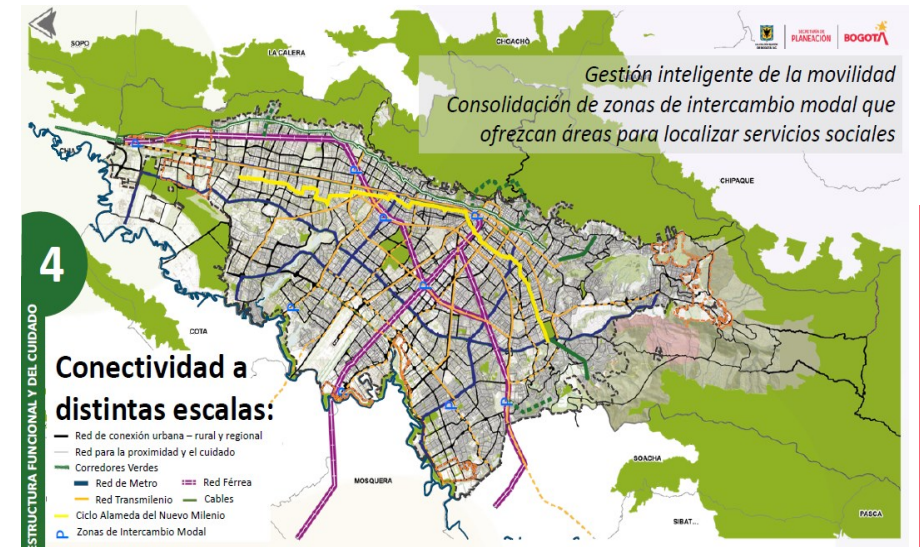 SOPO
LA CALERA
CHOACHÓ
SECRETARÍA DE
PLANEACIÓN
BOGOTÁ
Gestión inteligente de la movilidad
Consolidación de zonas de intercambio modal que
ofrezcan áreas para localizar servicios sociales
CHIA
CHIPAQUE
4
ESTRUCTURA FUNCIONAL Y DEL CUIDADO
COTA
Conectividad a
distintas escalas:
Red de conexión urbana – rural y regional
Red para la proximidad y el cuidado
Corredores Verdes
Red de Metro
Red Férrea
Red Transmilenio
Cables
Ciclo Alameda del Nuevo Milenio
P Zonas de Intercambio Modal
MOSQUERA
SOACHA
SIBAT...
PASCA